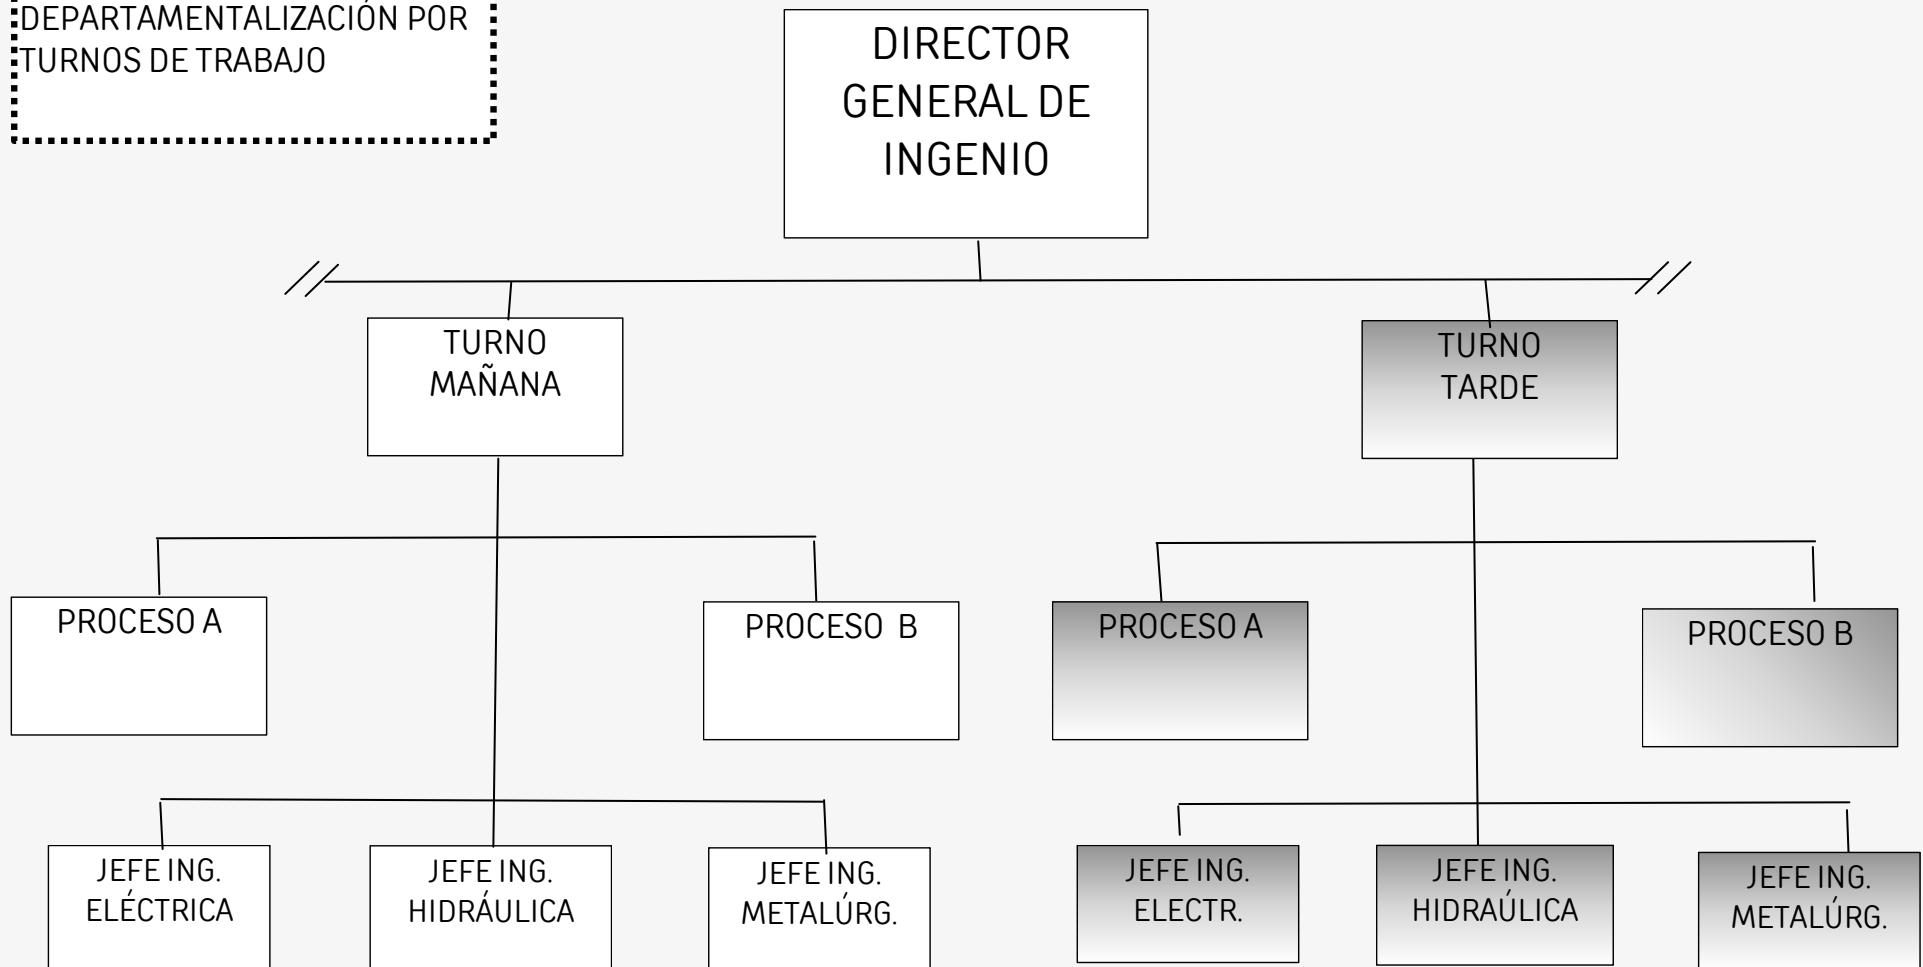 DEPARTAMENTALIZACIÓN POR
TURNOS DE TRABAJO
DIRECTOR
GENERAL DE
INGENIO
TURNO
MAÑANA
TURNO
TARDE
PROCESO A
PROCESO B
PROCESO A
PROCESO B
JEFE ING.
ELÉCTRICA
JEFE ING.
HIDRÁULICA
JEFE ING.
METALÚRG.
JEFE ING.
ELECTR.
JEFE ING.
HIDRAÚLICA
JEFE ING.
METALÚRG.